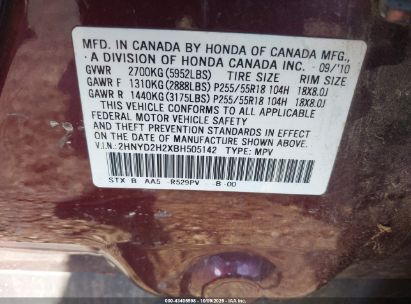 MFD. IN CANADA BY HONDA OF CANADA MFG.,
A DIVISION OF HONDA CANADA INC. 09/'10
GVWR 2700KG(5952LBS) TIRE SIZE RIM SIZE
GAWR F 1310KG(2888LBS) P255/55R18 104H 18X8.0J
GAWR R 1440KG(3175LBS) P255/55R18 104H 18X8.0J
THIS VEHICLE CONFORMS TO ALL APPLICABLE
FEDERAL MOTOR VEHICLE SAFETY
AND THEFT PREVENTION STANDARDS IN EFFECT ON
THE DATE OF MANUFACTURE SHOWN ABOVE.
V.I.N.: 2HNYD2H2XBH505142 TYPE: MPV
STX B AA5 R529PV B-00